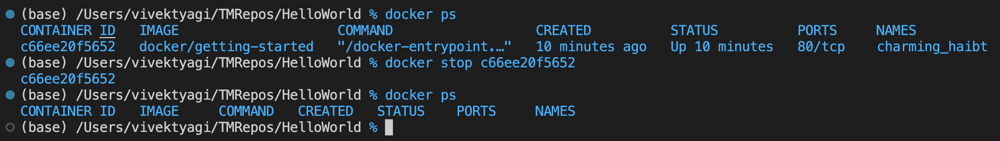 (base) /Users/vivektyagi/TMRepos/HelloWorld % docker ps
CONTAINER ID   IMAGE                    COMMAND                  CREATED          STATUS          PORTS     NAMES
c66ee20f5652   docker/getting-started   "/docker-entrypoint.…"   10 minutes ago   Up 10 minutes   80/tcp    charming_haibt
(base) /Users/vivektyagi/TMRepos/HelloWorld % docker stop c66ee20f5652
c66ee20f5652
(base) /Users/vivektyagi/TMRepos/HelloWorld % docker ps
CONTAINER ID   IMAGE     COMMAND   CREATED   STATUS    PORTS     NAMES
(base) /Users/vivektyagi/TMRepos/HelloWorld %